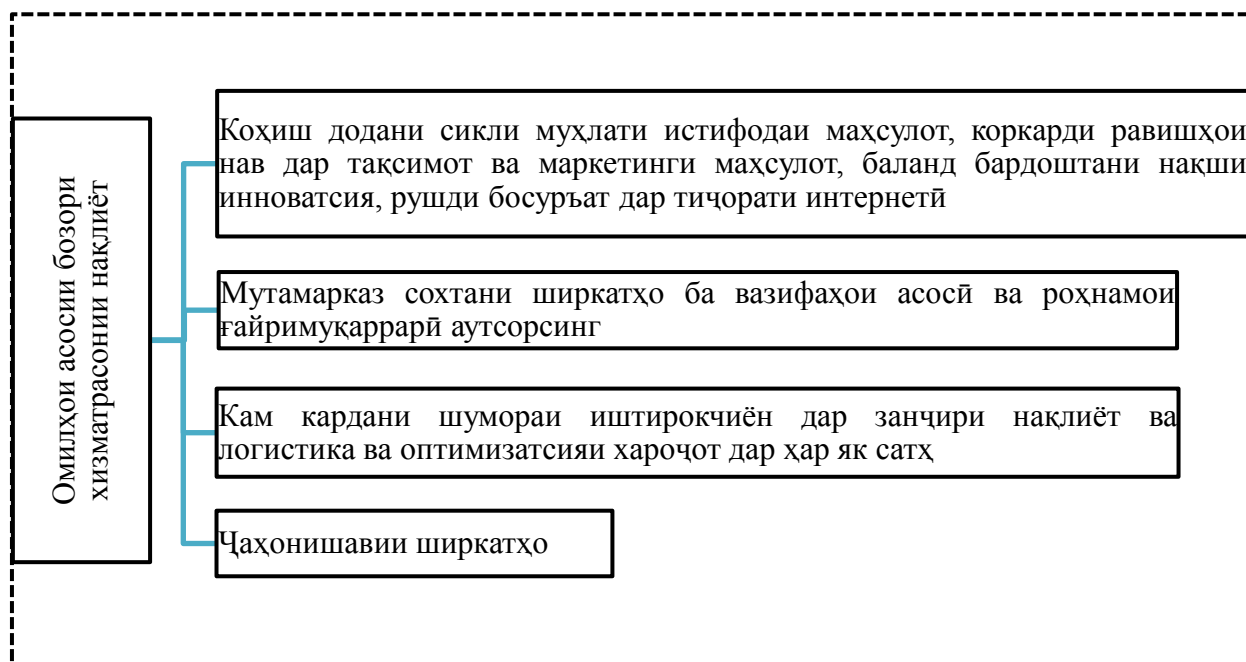 Омилҳои асосии бозори
хизматрасонии нақлиёт
Коҳиш додани сикли муҳлати истифодаи маҳсулот, коркарди равишҳои
нав дар тақсимот ва маркетинги маҳсулот, баланд бардоштани нақши
инноватсия, рушди босуръат дар тиҷорати интернетӣ
Мутамарказ сохтани ширкатҳо ба вазифаҳои асосӣ ва роҳнамои
ғайримуқаррарӣ аутсорсинг
Кам кардани шумораи иштирокчиён дар занҷири нақлиёт ва
логистика ва оптимизатсияи хароҷот дар ҳар як сатҳ
Ҷаҳонишавии ширкатҳо